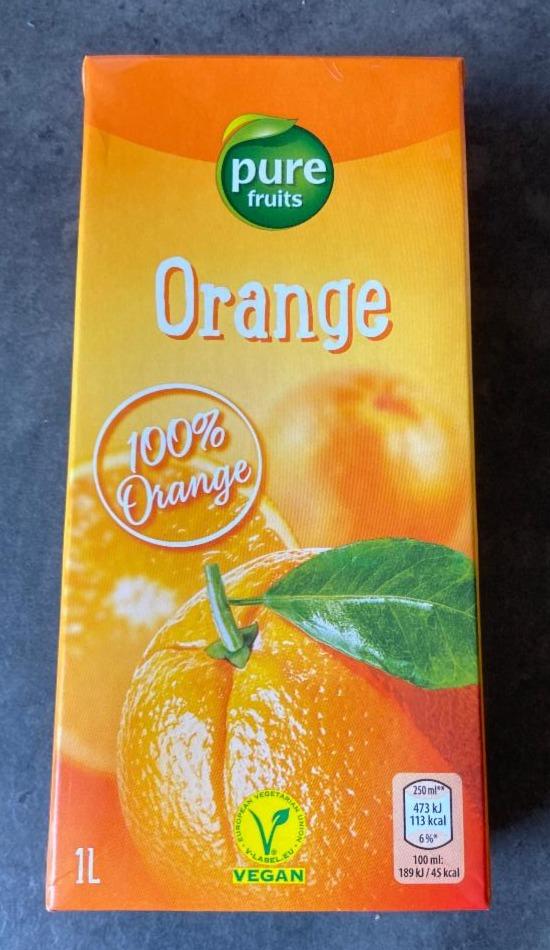 pure
fruits
Orange
100%
Orange
EUROPEAN VEGETARIAN UNION
V-LABEL.EU
VEGAN
1L
250 ml**
473 kJ
113 kcal
6 %*
100 ml:
189 kJ / 45 kcal